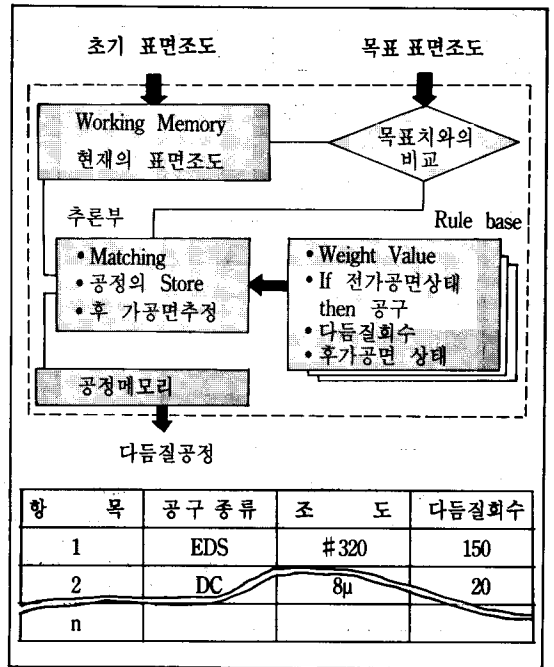 초기 표면조도
목표 표면조도
Working Memory
현재의 표면조도
목표치와의
비교
추론부
Rule base
• Matching
• 공정의 Store
• 후 가공면추정
• Weight Value
• If 전가공면상태
then 공구
• 다듬질회수
• 후가공면 상태
공정메모리
다듬질공정
항 목 공구 종류 조 도 다듬질회수
1 EDS #320 150
2 DC 8μ 20
n